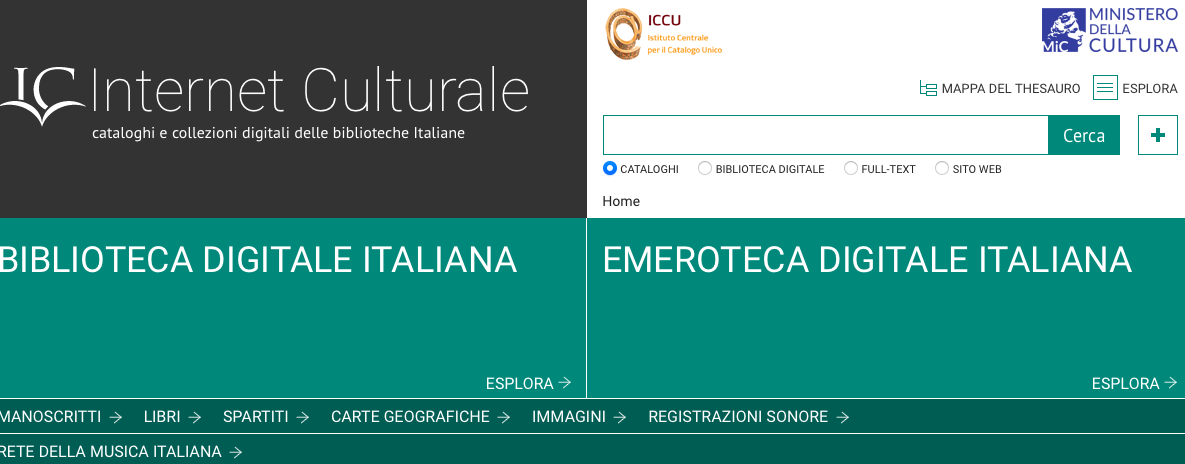 IC Internet Culturale
cataloghi e collezioni digitali delle biblioteche Italiane
ICCU
Istituto Centrale
per il Catalogo Unico
MiC
MINISTERO
DELLA
CULTURA
MAPPA DEL THESAURO
ESPLORA
Cerca
CATALOGHI BIBLIOTECA DIGITALE FULL-TEXT SITO WEB
Home
BIBLIOTECA DIGITALE ITALIANA
ESPLORA
EMEROTECA DIGITALE ITALIANA
ESPLORA
MANOSCRITTI LIBRI SPARTITI CARTE GEOGRAFICHE IMMAGINI REGISTRAZIONI SONORE
RETE DELLA MUSICA ITALIANA